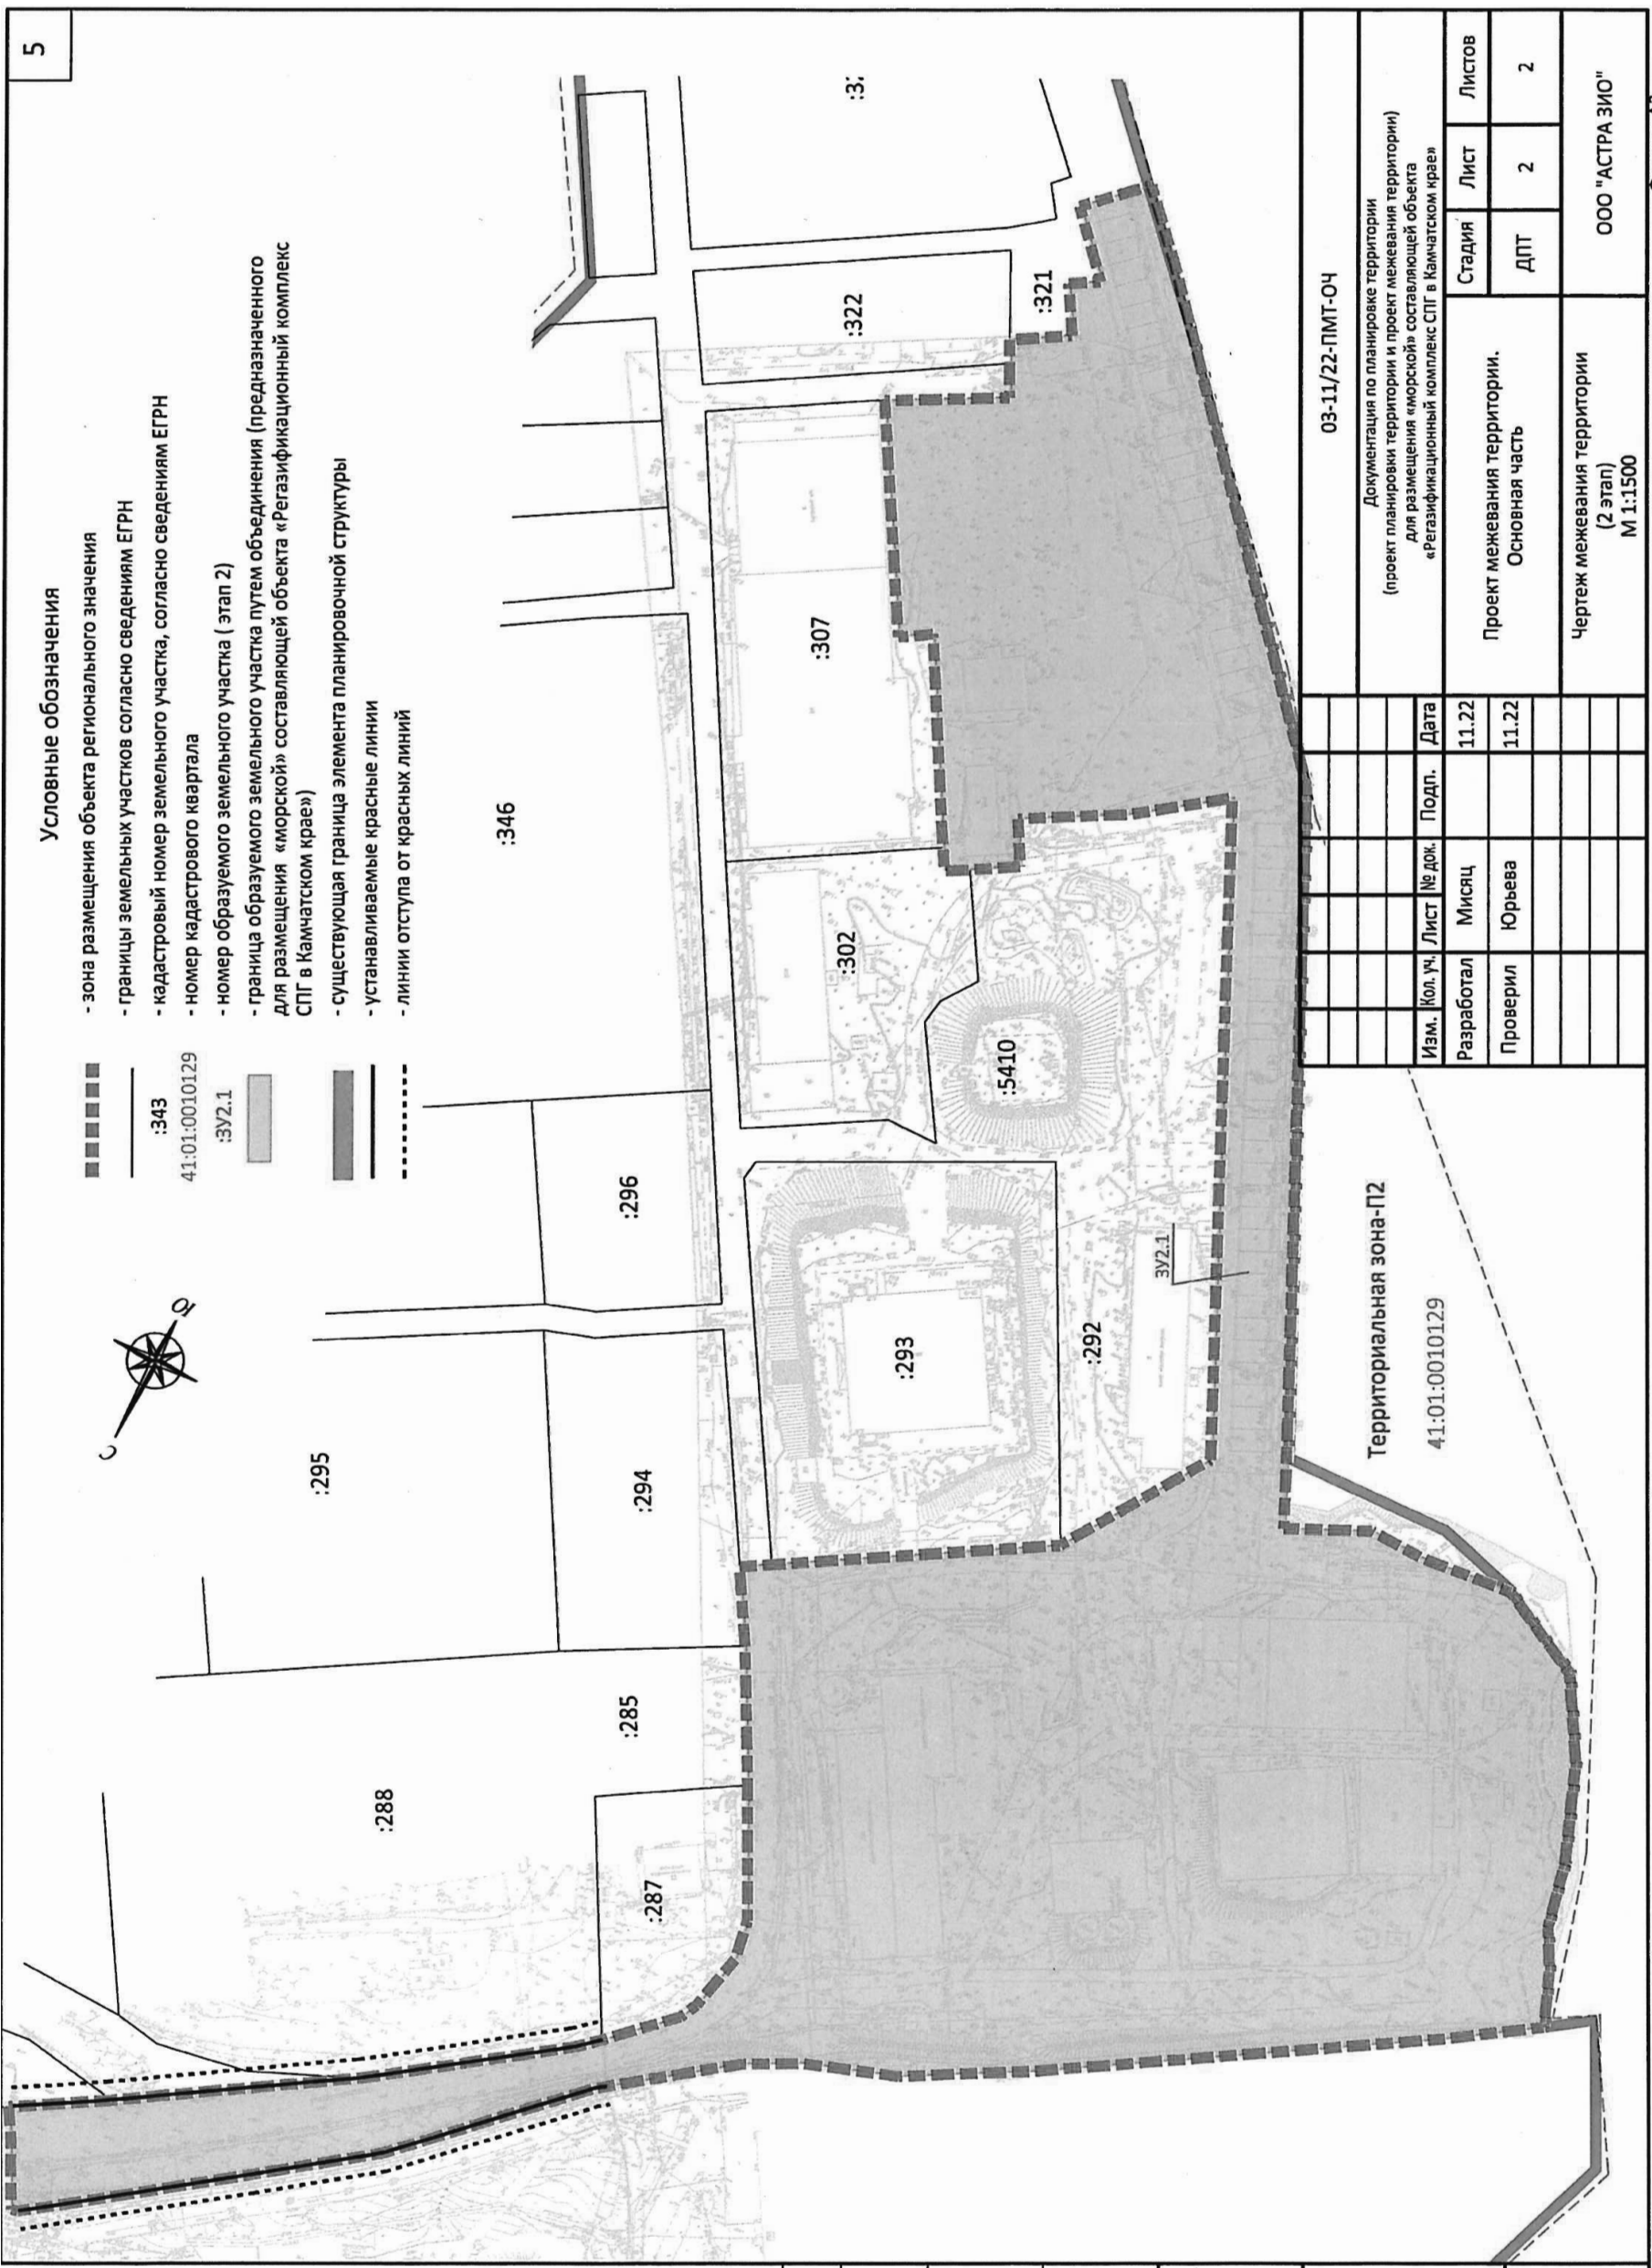 5
Условные обозначения
- зона размещения объекта регионального значения
- границы земельных участков согласно сведениям ЕГРН
:343 - кадастровый номер земельного участка, согласно сведениям ЕГРН
41:01:0010129 - номер кадастрового квартала
:ЗУ2.1 - номер образуемого земельного участка ( этап 2)
- граница образуемого земельного участка путем объединения (предназначенного
для размещения «морской» составляющей объекта «Регазификационный комплекс
СПГ в Камчатском крае»)
- существующая граница элемента планировочной структуры
- устанавливаемые красные линии
- линии отступа от красных линий
С
Ю
:295
:288
:346
:296
:294
:285
:287
:322
:3
:321
:307
:302
:5410
:293
:292
ЗУ2.1
Территориальная зона-П2
41:01:0010129
03-11/22-ПМТ-ОЧ
Документация по планировке территории
(проект планировки территории и проект межевания территории)
для размещения «морской» составляющей объекта
«Регазификационный комплекс СПГ в Камчатском крае»
Изм. Кол. уч. Лист № док. Подп. Дата
Разработал Мисяц 11.22
Проверил Юрьева 11.22
Проект межевания территории.
Основная часть
Стадия Лист Листов
ДПТ 2 2
Чертеж межевания территории
(2 этап)
М 1:1500
ООО "АСТРА ЗИО"